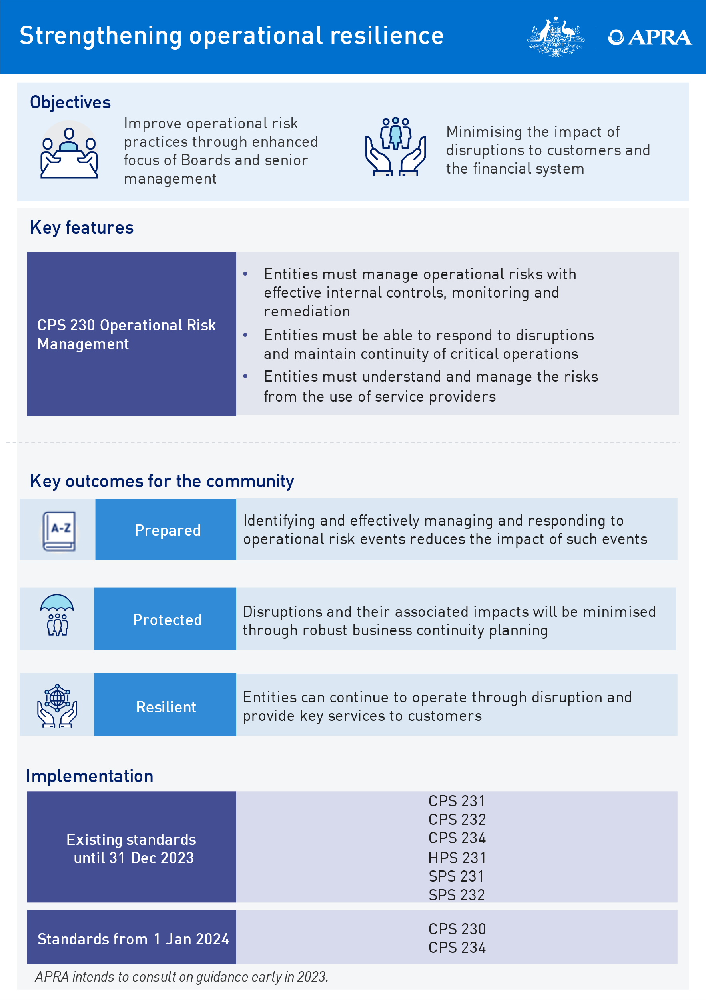 Strengthening operational resilience
AUSTRALIA
APRA
Objectives
Improve operational risk
practices through enhanced
focus of Boards and senior
management
Minimising the impact of
disruptions to customers and
the financial system
Key features
CPS 230 Operational Risk
Management
• Entities must manage operational risks with
effective internal controls, monitoring and
remediation
• Entities must be able to respond to disruptions
and maintain continuity of critical operations
• Entities must understand and manage the risks
from the use of service providers
Key outcomes for the community
A-Z
Prepared
Identifying and effectively managing and responding to
operational risk events reduces the impact of such events
Protected
Disruptions and their associated impacts will be minimised
through robust business continuity planning
Resilient
Entities can continue to operate through disruption and
provide key services to customers
Implementation
Existing standards
until 31 Dec 2023
CPS 231
CPS 232
CPS 234
HPS 231
SPS 231
SPS 232
Standards from 1 Jan 2024
CPS 230
CPS 234
APRA intends to consult on guidance early in 2023.